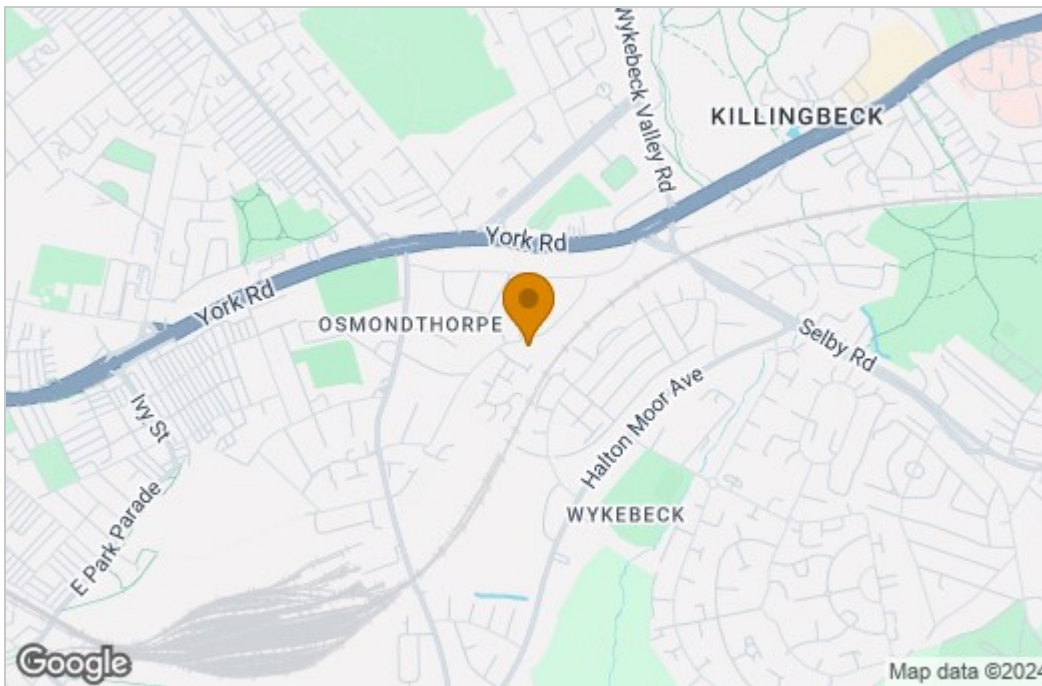 Wykebeck Valley Rd
KILLINGBECK
York Rd
York Rd
OSMONDTHORPE
Selby Rd
Ivy St
Halton Moor Ave
WYKEBECK
E Park Parade
Google
Map data ©2024